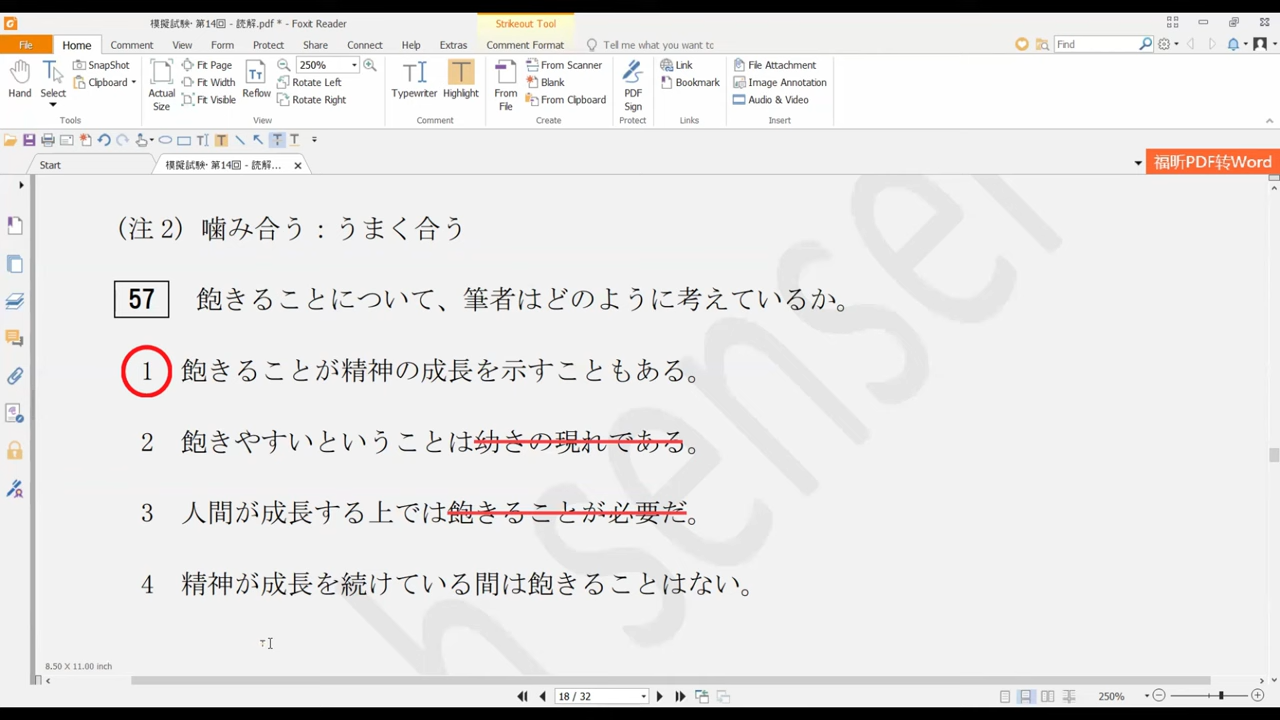 模擬試験・第14回 - 読解.pdf * - Foxit Reader
Strikeout Tool
File Home Comment View Form Protect Share Connect Help Extras Comment Format Tell me what you want tc Find
SnapShot Fit Page 250% From Scanner Link File Attachment
Clipboard Fit Width Rotate Left Blank Bookmark Image Annotation
Hand Select Actual Size Fit Visible Reflow Rotate Right Typewriter Highlight From File From Clipboard PDF Sign Audio & Video
Tools View Comment Create Protect Links Insert
Start 模擬試験・第14回 - 読解... 福昕PDF转Word
(注2) 噛み合う：うまく合う
57 飽きることについて、筆者はどのように考えているか。
1 飽きることが精神の成長を示すこともある。
2 飽きやすいということは幼さの現れである。
3 人間が成長する上では飽きることが必要だ。
4 精神が成長を続けている間は飽きることはない。
h sensei
8.50 X 11.00 inch
18 / 32 250%